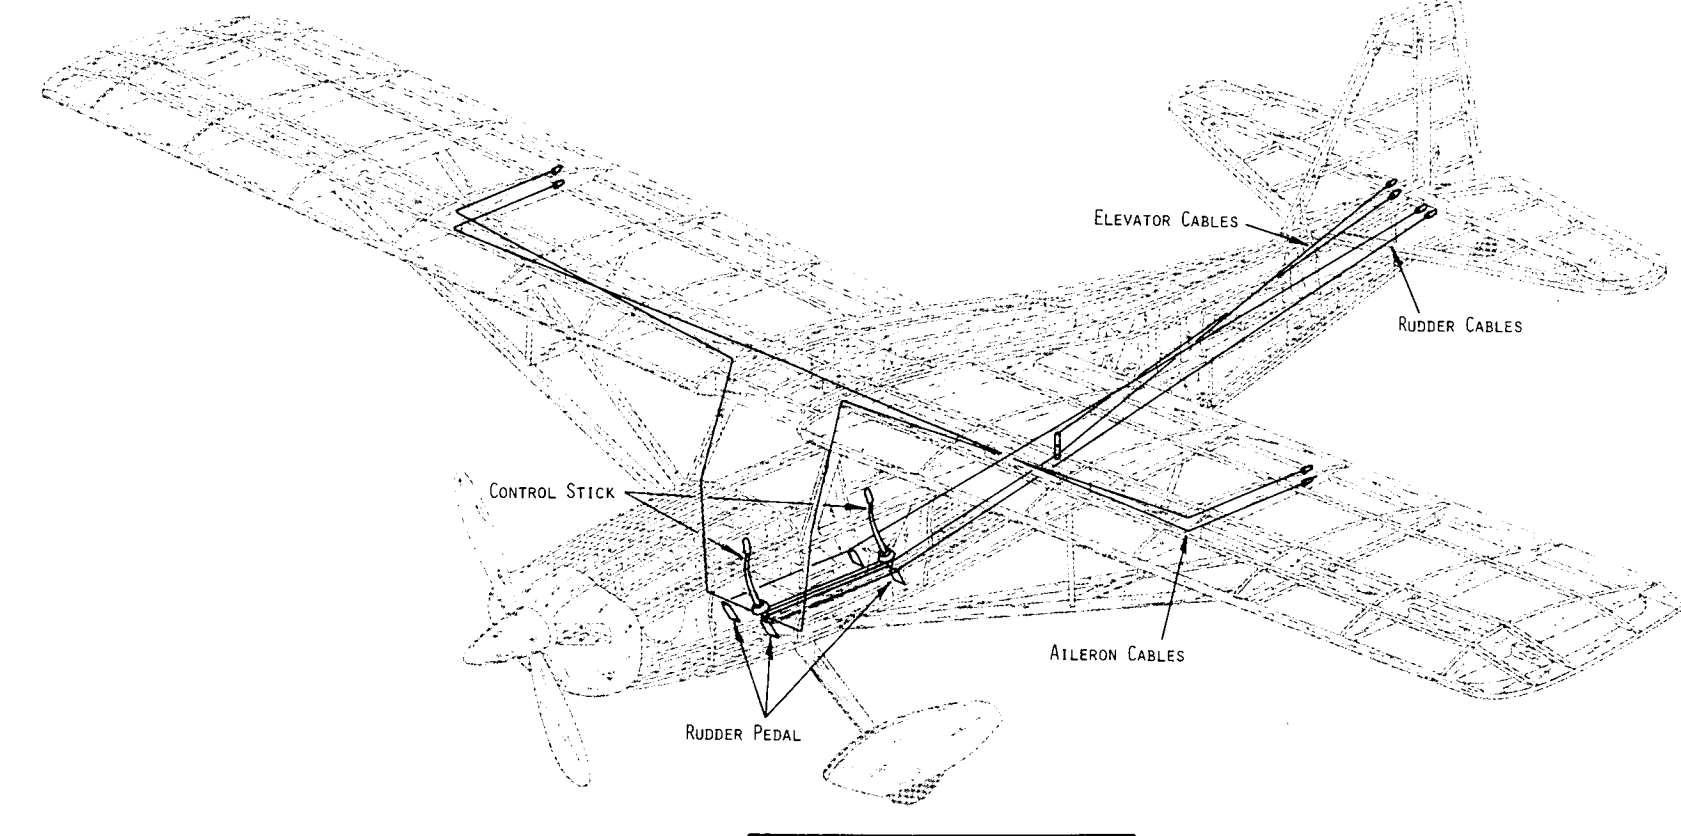 ELEVATOR CABLES
RUDDER CABLES
CONTROL STICK
AILERON CABLES
RUDDER PEDAL